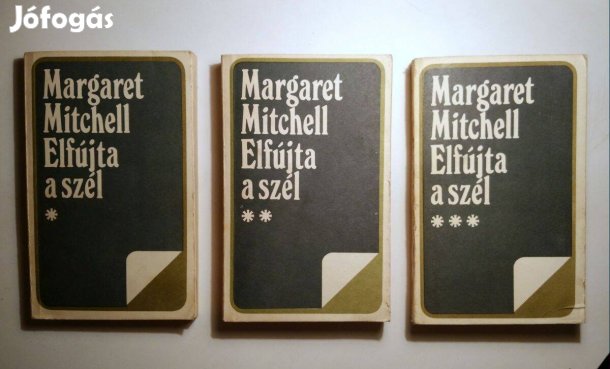 Jófogás
Margaret
Mitchell
Elfújta
a szél
*
Margaret
Mitchell
Elfújta
a szél
**
Margaret
Mitchell
Elfújta
a szél
***